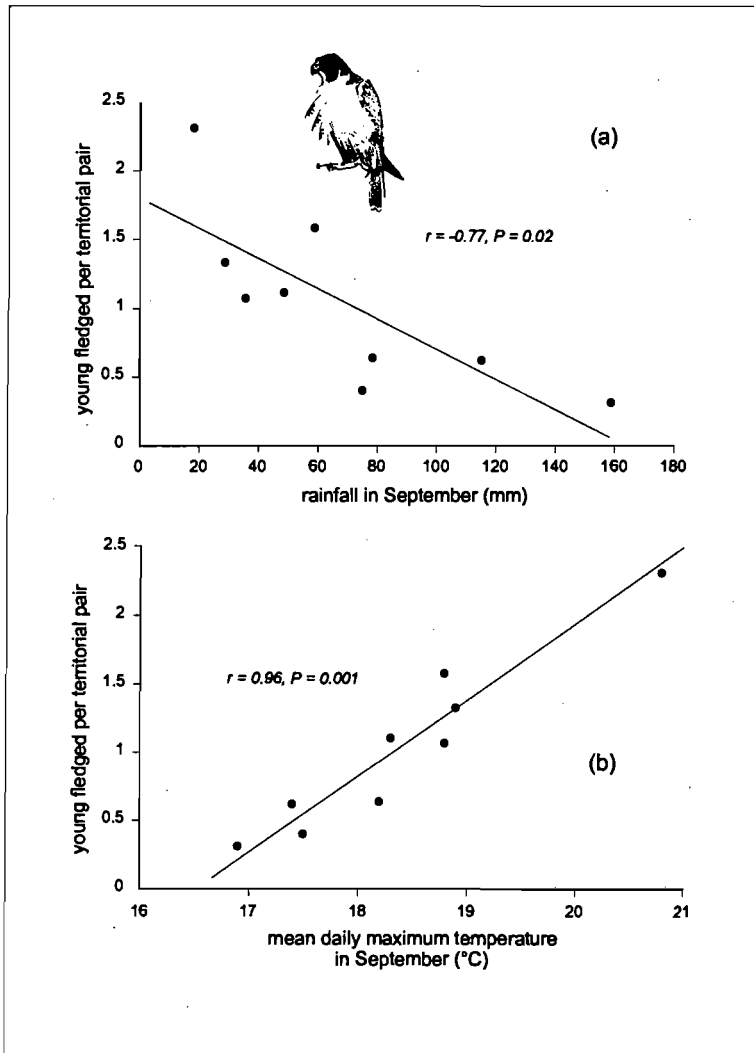 2.5
2
1.5
1
0.5
0
young fledged per territorial pair
(a)
r = -0.77, P = 0.02
0 20 40 60 80 100 120 140 160 180
rainfall in September (mm)
2.5
2
1.5
1
0.5
0
young fledged per territorial pair
r = 0.96, P = 0.001
(b)
16 17 18 19 20 21
mean daily maximum temperature
in September (°C)